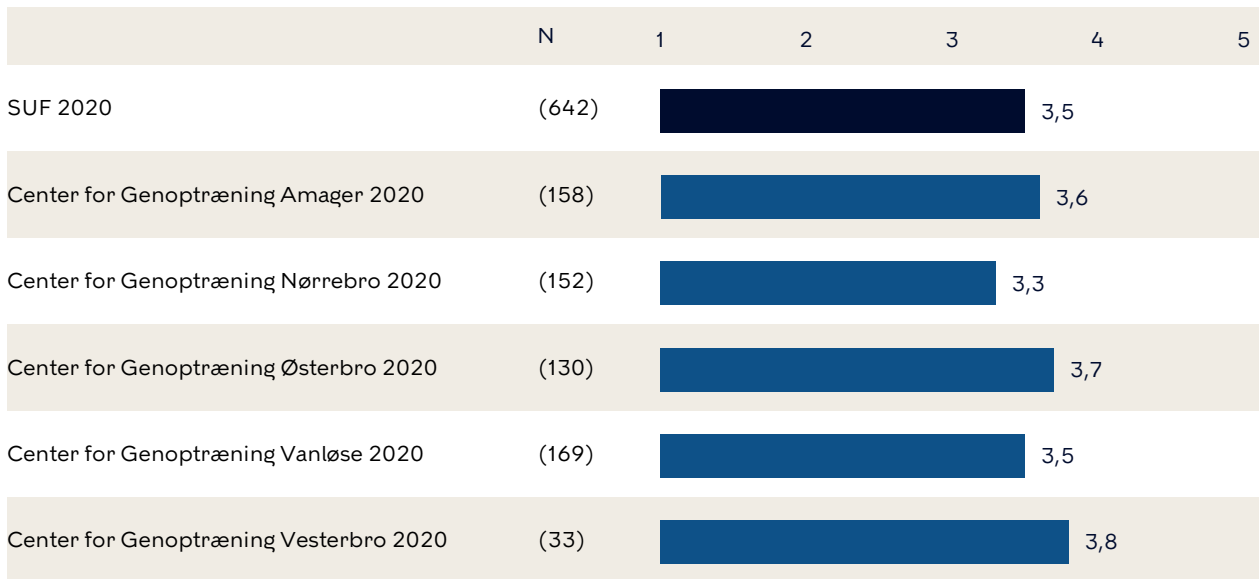 N 1 2 3 4 5
SUF 2020 (642) 3,5
Center for Genoptræning Amager 2020 (158) 3,6
Center for Genoptræning Nørrebro 2020 (152) 3,3
Center for Genoptræning Østerbro 2020 (130) 3,7
Center for Genoptræning Vanløse 2020 (169) 3,5
Center for Genoptræning Vesterbro 2020 (33) 3,8